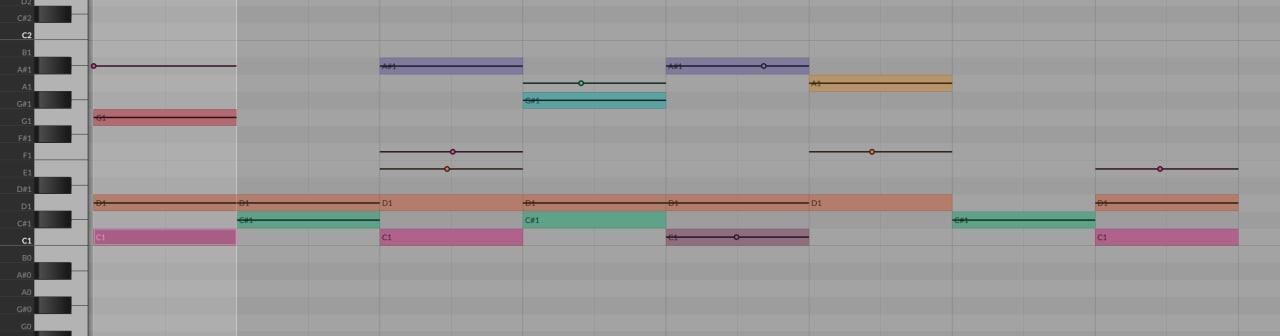 D2
C#2
C2
B1
A#1 A#1 A#1
A1 A1
G#1 G#1
G1 G1
F#1
F1
E1
D#1
D1 D1 D1 D1 D1 D1 D1 D1
C#1 C#1 C#1 C#1
C1 C1 C1 C1 C1
B0
A#0
A0
G#0
G0